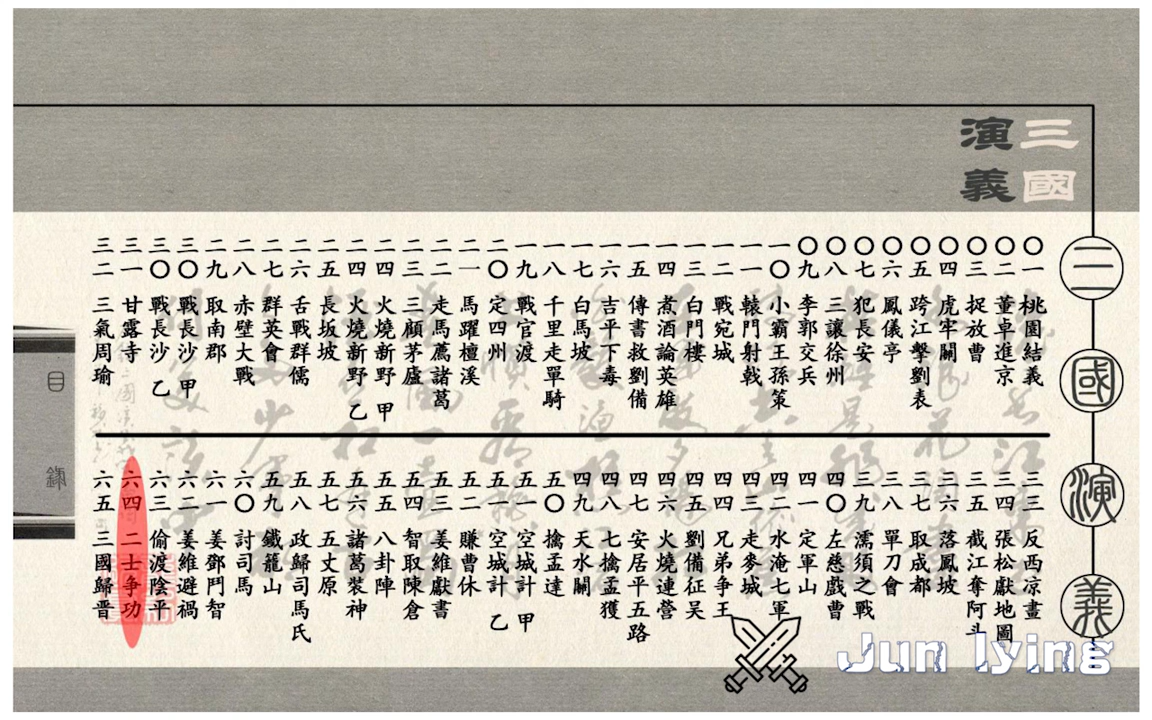 三國
演義
三國演義
〇一 桃園結義
〇二 董卓進京
〇三 捉放曹
〇四 虎牢關
〇五 跨江擊劉表
〇六 鳳儀亭
〇七 犯長安
〇八 三讓徐州
〇九 李郭交兵
一〇 小霸王孫策
一一 轅門射戟
一二 戰宛城
一三 白門樓
一四 煮酒論英雄
一五 傳書救劉備
一六 吉平下毒
一七 白馬坡
一八 千里走單騎
一九 戰官渡
二〇 定四州
二一 馬躍檀溪
二二 走馬薦諸葛
二三 三顧茅廬
二四 火燒新野 甲
二四 火燒新野 乙
二五 長坂坡
二六 舌戰群儒
二七 群英會
二八 赤壁大戰
二九 取南郡
三〇 戰長沙 甲
三〇 戰長沙 乙
三一 甘露寺
三二 三氣周瑜
三三 反西凉畫
三四 張松獻地圖
三五 截江奪阿斗
三六 落鳳坡
三七 取成都
三八 單刀會
三九 濡須之戰
四〇 左慈戲曹
四一 定軍山
四二 水淹七軍
四三 走麥城
四四 兄弟争王
四五 劉備征吴
四六 火燒連營
四七 安居平五路
四八 七擒孟獲
四九 天水關
五〇 擒孟達
五一 空城計 甲
五一 空城計 乙
五二 賺曹休
五三 姜維獻書
五四 智取陳倉
五五 八卦陣
五六 諸葛裝神
五七 五丈原
五八 政歸司馬氏
五九 鐵籠山
六〇 討司馬
六一 姜鄧鬥智
六二 姜維避禍
六三 偷渡陰平
六四 二士争功
六五 三國歸晋
目錄
Jun lying